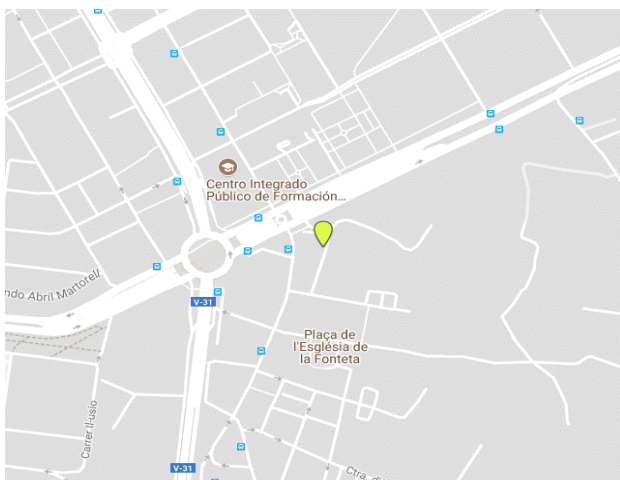 Centro Integrado
Público de Formación...
ndo Abril Martorell
V-31
Plaça de
l'Església de
la Fonteta
Carrer Il·lusio
V-31
Ctra. d